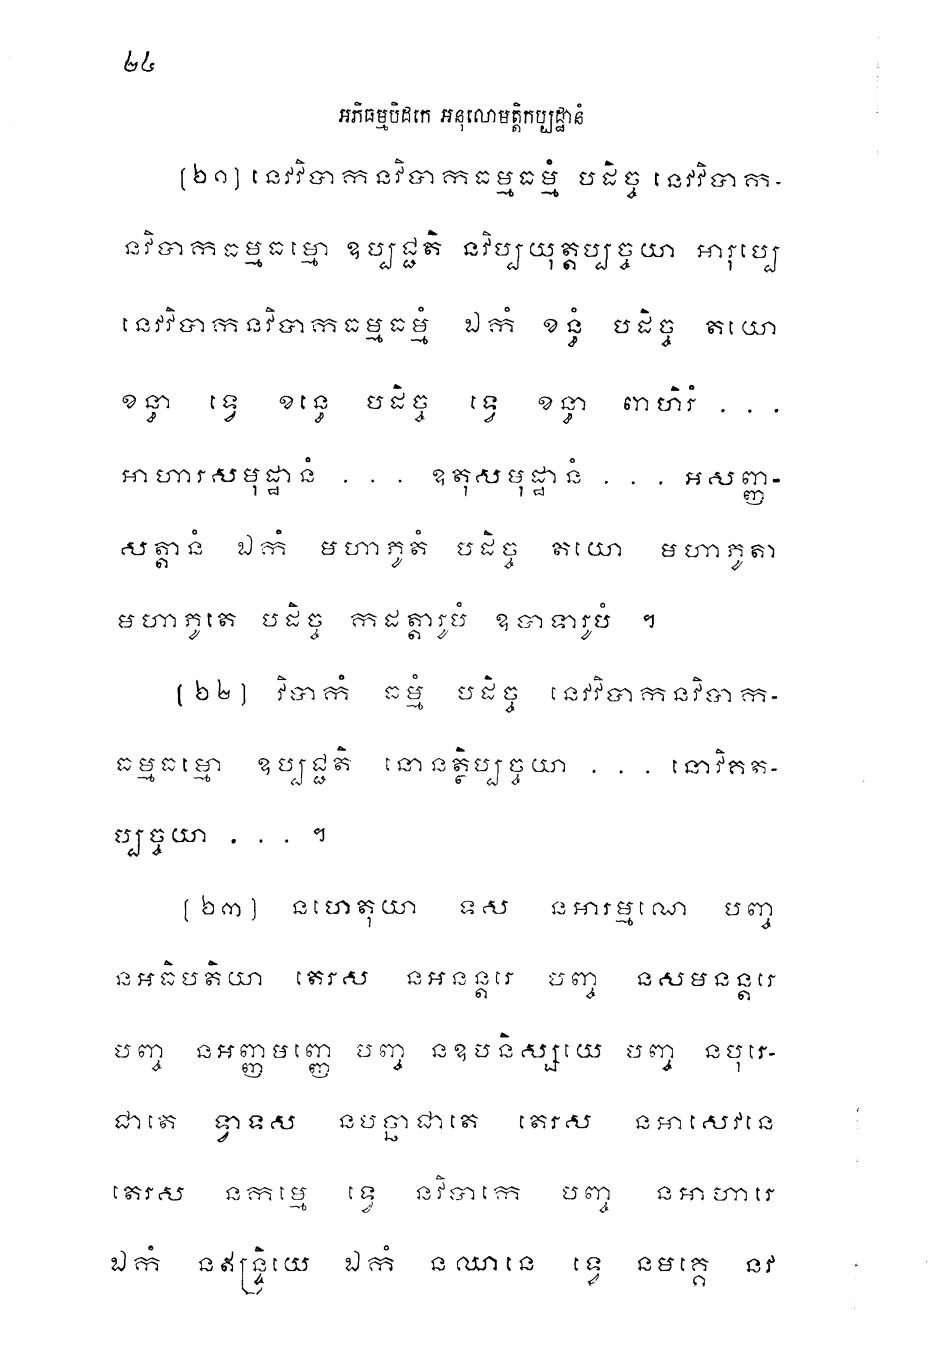 ២៤
អភិធម្មបិដកេ អនុលោមត្តិកប្បដ្ឋានំ
(២១) នេវវិបាកនវិបាកធម្មធម្មំ បដិច្ច នេវវិបាក-
នវិបាកធម្មធម្មោ ឧប្បជ្ជតិ នវិប្បយុត្តប្បច្ចយា អារុប្បេ
នេវវិបាកនវិបាកធម្មធម្មំ ឯកំ ខន្ធំ បដិច្ច តយោ
ខន្ធា ទ្វេ ខន្ធេ បដិច្ច ទ្វេ ខន្ធា ពាហិរំ . . .
អាហារសមុដ្ឋានំ . . . ឧតុសមុដ្ឋានំ . . . អសញ្ញ-
សត្តានំ ឯកំ មហាភូតំ បដិច្ច តយោ មហាភូតា
មហាភូតេ បដិច្ច កដត្តារូបំ ឧបាទារូបំ ។
(២២) វិបាកំ ធម្មំ បដិច្ច នេវវិបាកនវិបាក-
ធម្មធម្មោ ឧប្បជ្ជតិ នោនត្ថិប្បច្ចយា . . . នោវិគត-
ប្បច្ចយា . . . ។
(២៣) នហេតុយា ទស នអារម្មណេ បញ្ច
នអធិបតិយា តេរស នអនន្តរេ បញ្ច នសមនន្តរេ
បញ្ច នអញ្ញមញ្ញេ បញ្ច នឧបនិស្សយេ បញ្ច នបុរេ-
ជាតេ ទ្វាទស នបច្ឆាជាតេ តេរស នអាសេវនេ
តេរស នកម្មេ ទ្វេ នវិបាកេ បញ្ច នអាហារេ
ឯកំ នឥន្ទ្រិយេ ឯកំ នឈានេ ទ្វេ នមគ្គេ នវ